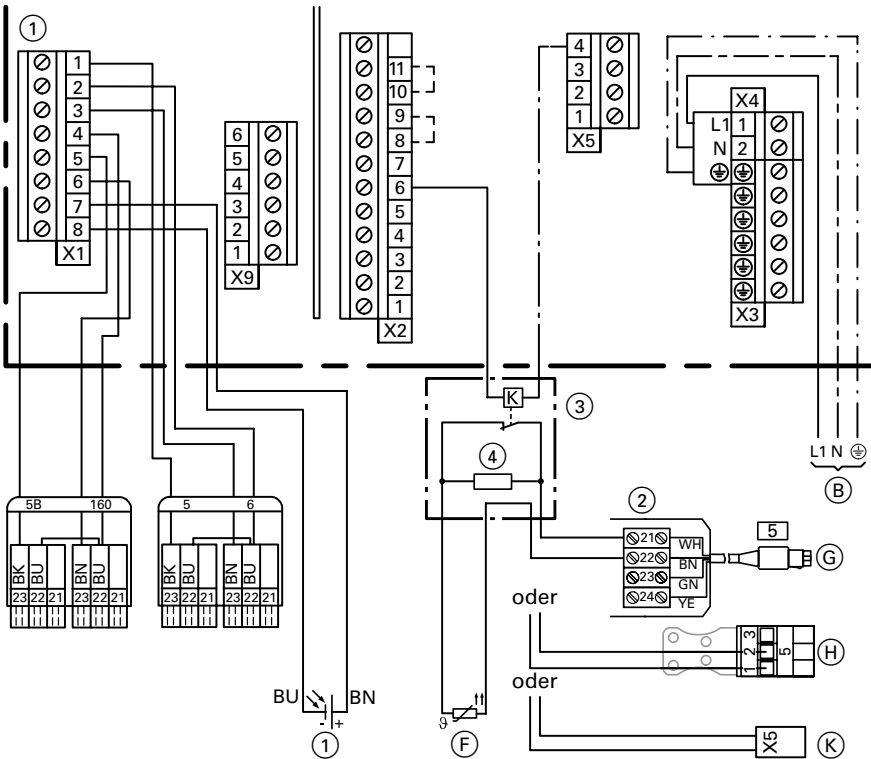 1
1
2
3
4
5
6
7
8
X1
6
5
4
3
2
1
X9
11
10
9
8
7
6
5
4
3
2
1
X2
4
3
2
1
X5
X4
L1 1
N 2
X3
L1 N
B
K
3
4
2
21 WH
22 BN
23 GN
24 YE
5
G
5B 160
BK BU BN BU
23 22 21 23 22 21
5 6
BK BU BN BU
23 22 21 23 22 21
oder
1 2 3
5
H
oder
BU BN
- +
1
ϑ
F
X5
K